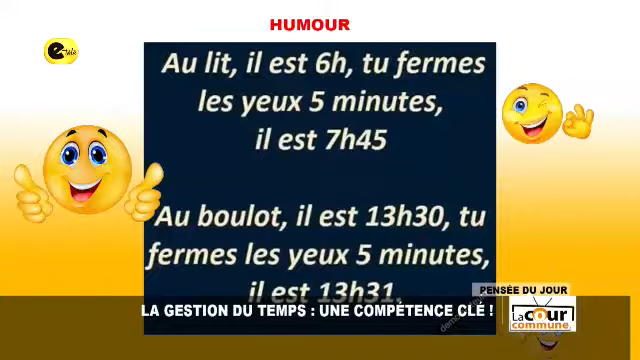 HUMOUR
e-télé
Au lit, il est 6h, tu fermes
les yeux 5 minutes,
il est 7h45
Au boulot, il est 13h30, tu
fermes les yeux 5 minutes,
il est 13h31.
PENSÉE DU JOUR
LA GESTION DU TEMPS : UNE COMPÉTENCE CLÉ !
La cour
commune